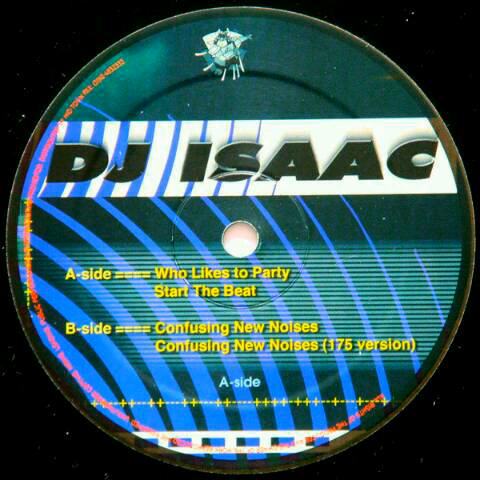 DJ ISAAC
A-side ==== Who Likes to Party
Start The Beat
B-side ==== Confusing New Noises
Confusing New Noises (175 version)
A-side